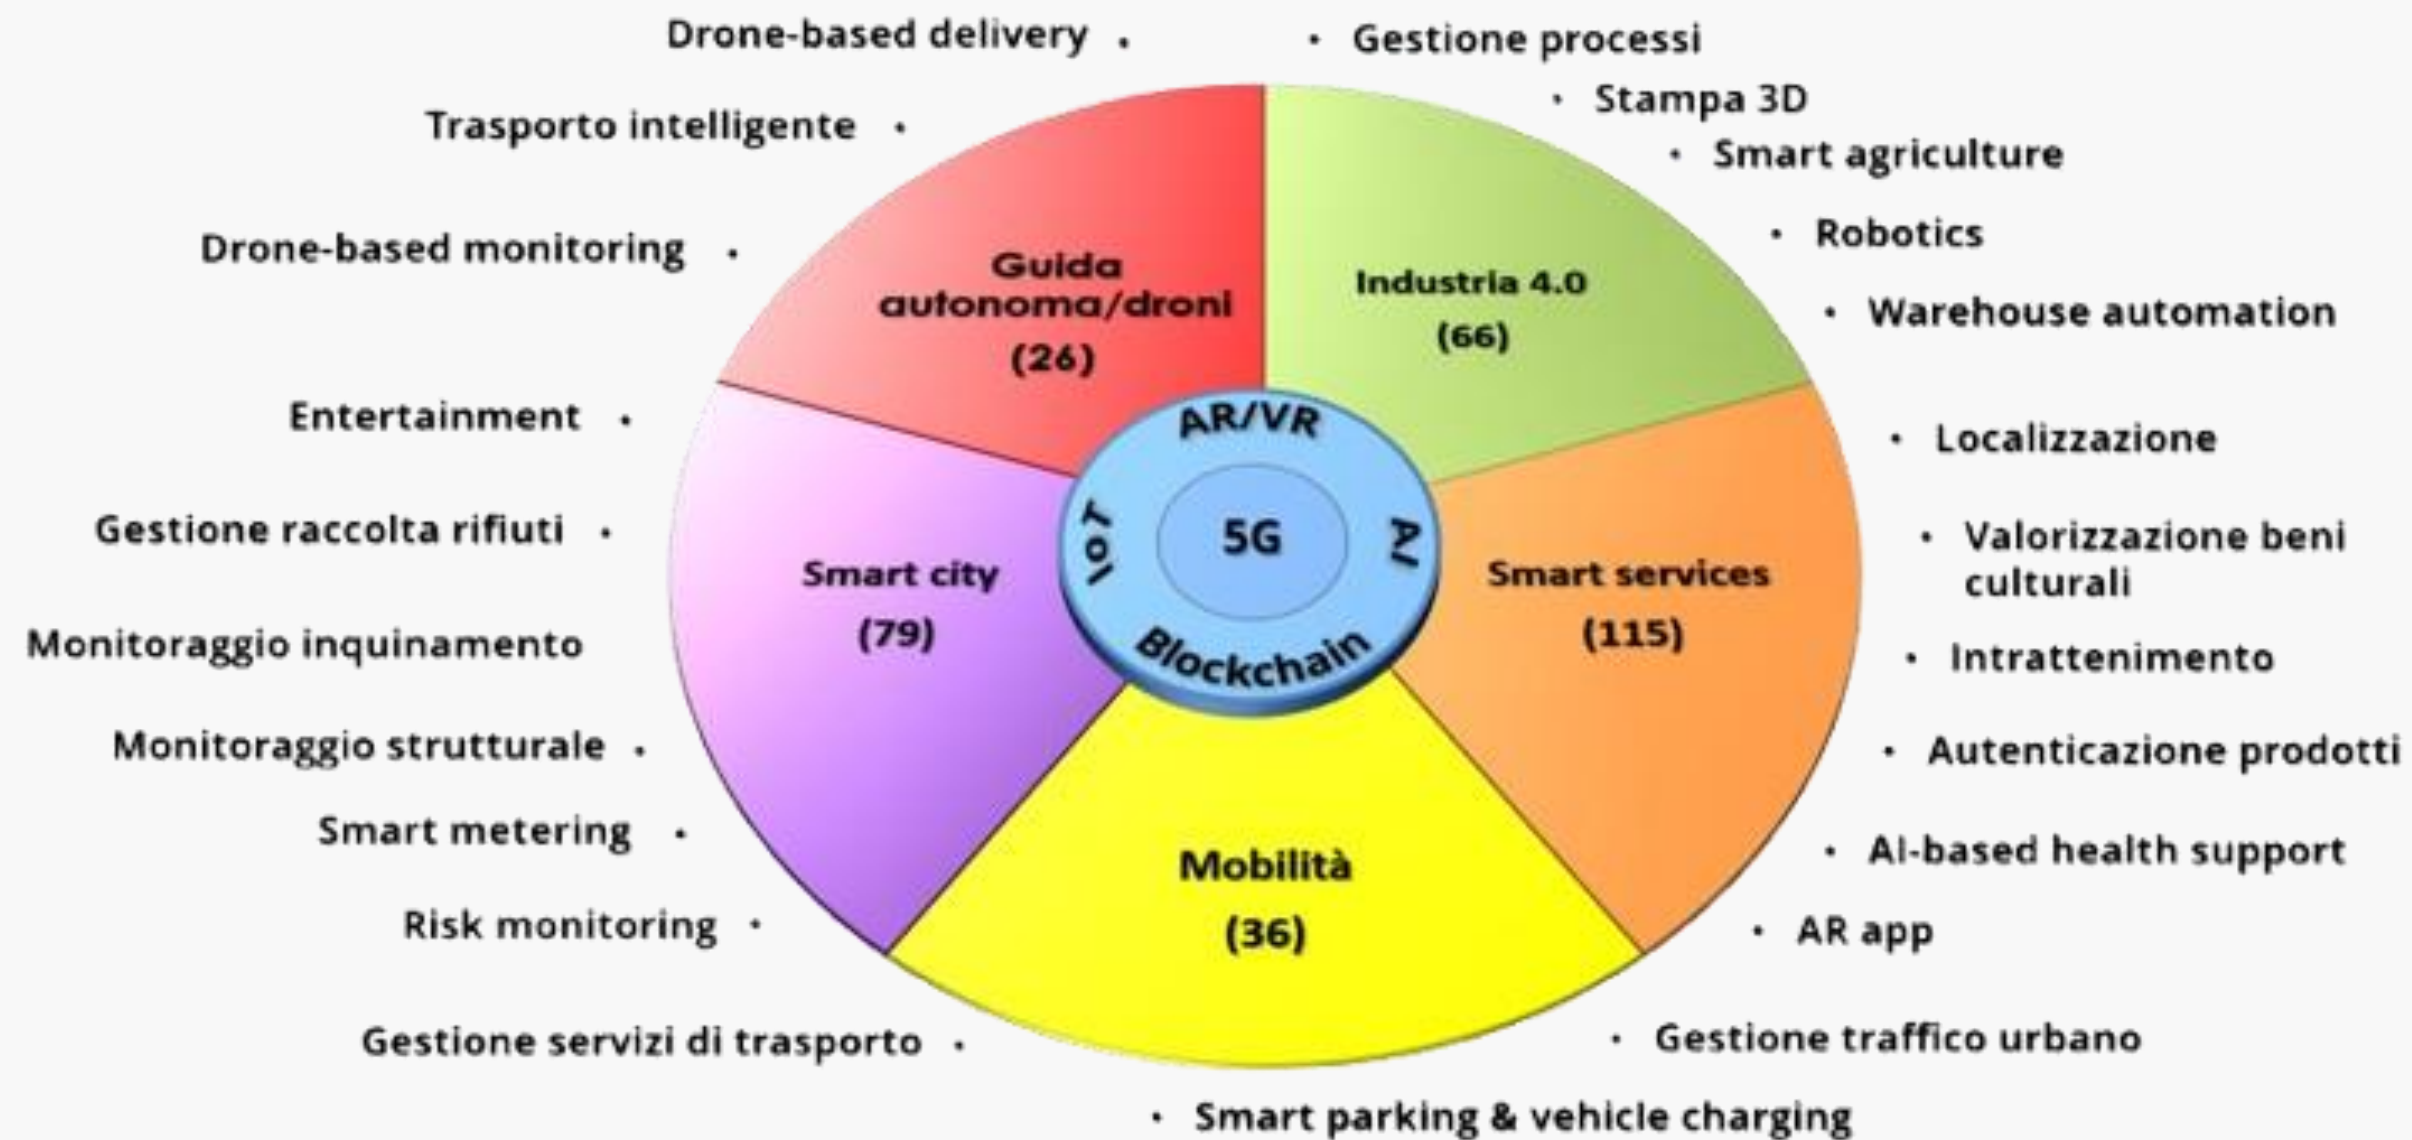 Drone-based delivery
Trasporto intelligente
Drone-based monitoring
Guida
autonoma/droni
(26)
Gestione processi
Stampa 3D
Smart agriculture
Robotics
Warehouse automation
Industria 4.0
(66)
Localizzazione
Valorizzazione beni
culturali
Intrattenimento
Autenticazione prodotti
AI-based health support
AR app
Smart services
(115)
Gestione traffico urbano
Smart parking & vehicle charging
Gestione servizi di trasporto
Mobilità
(36)
Entertainment
Gestione raccolta rifiuti
Monitoraggio inquinamento
Monitoraggio strutturale
Smart metering
Risk monitoring
Smart city
(79)
AR/VR
AI
Blockchain
IoT
5G